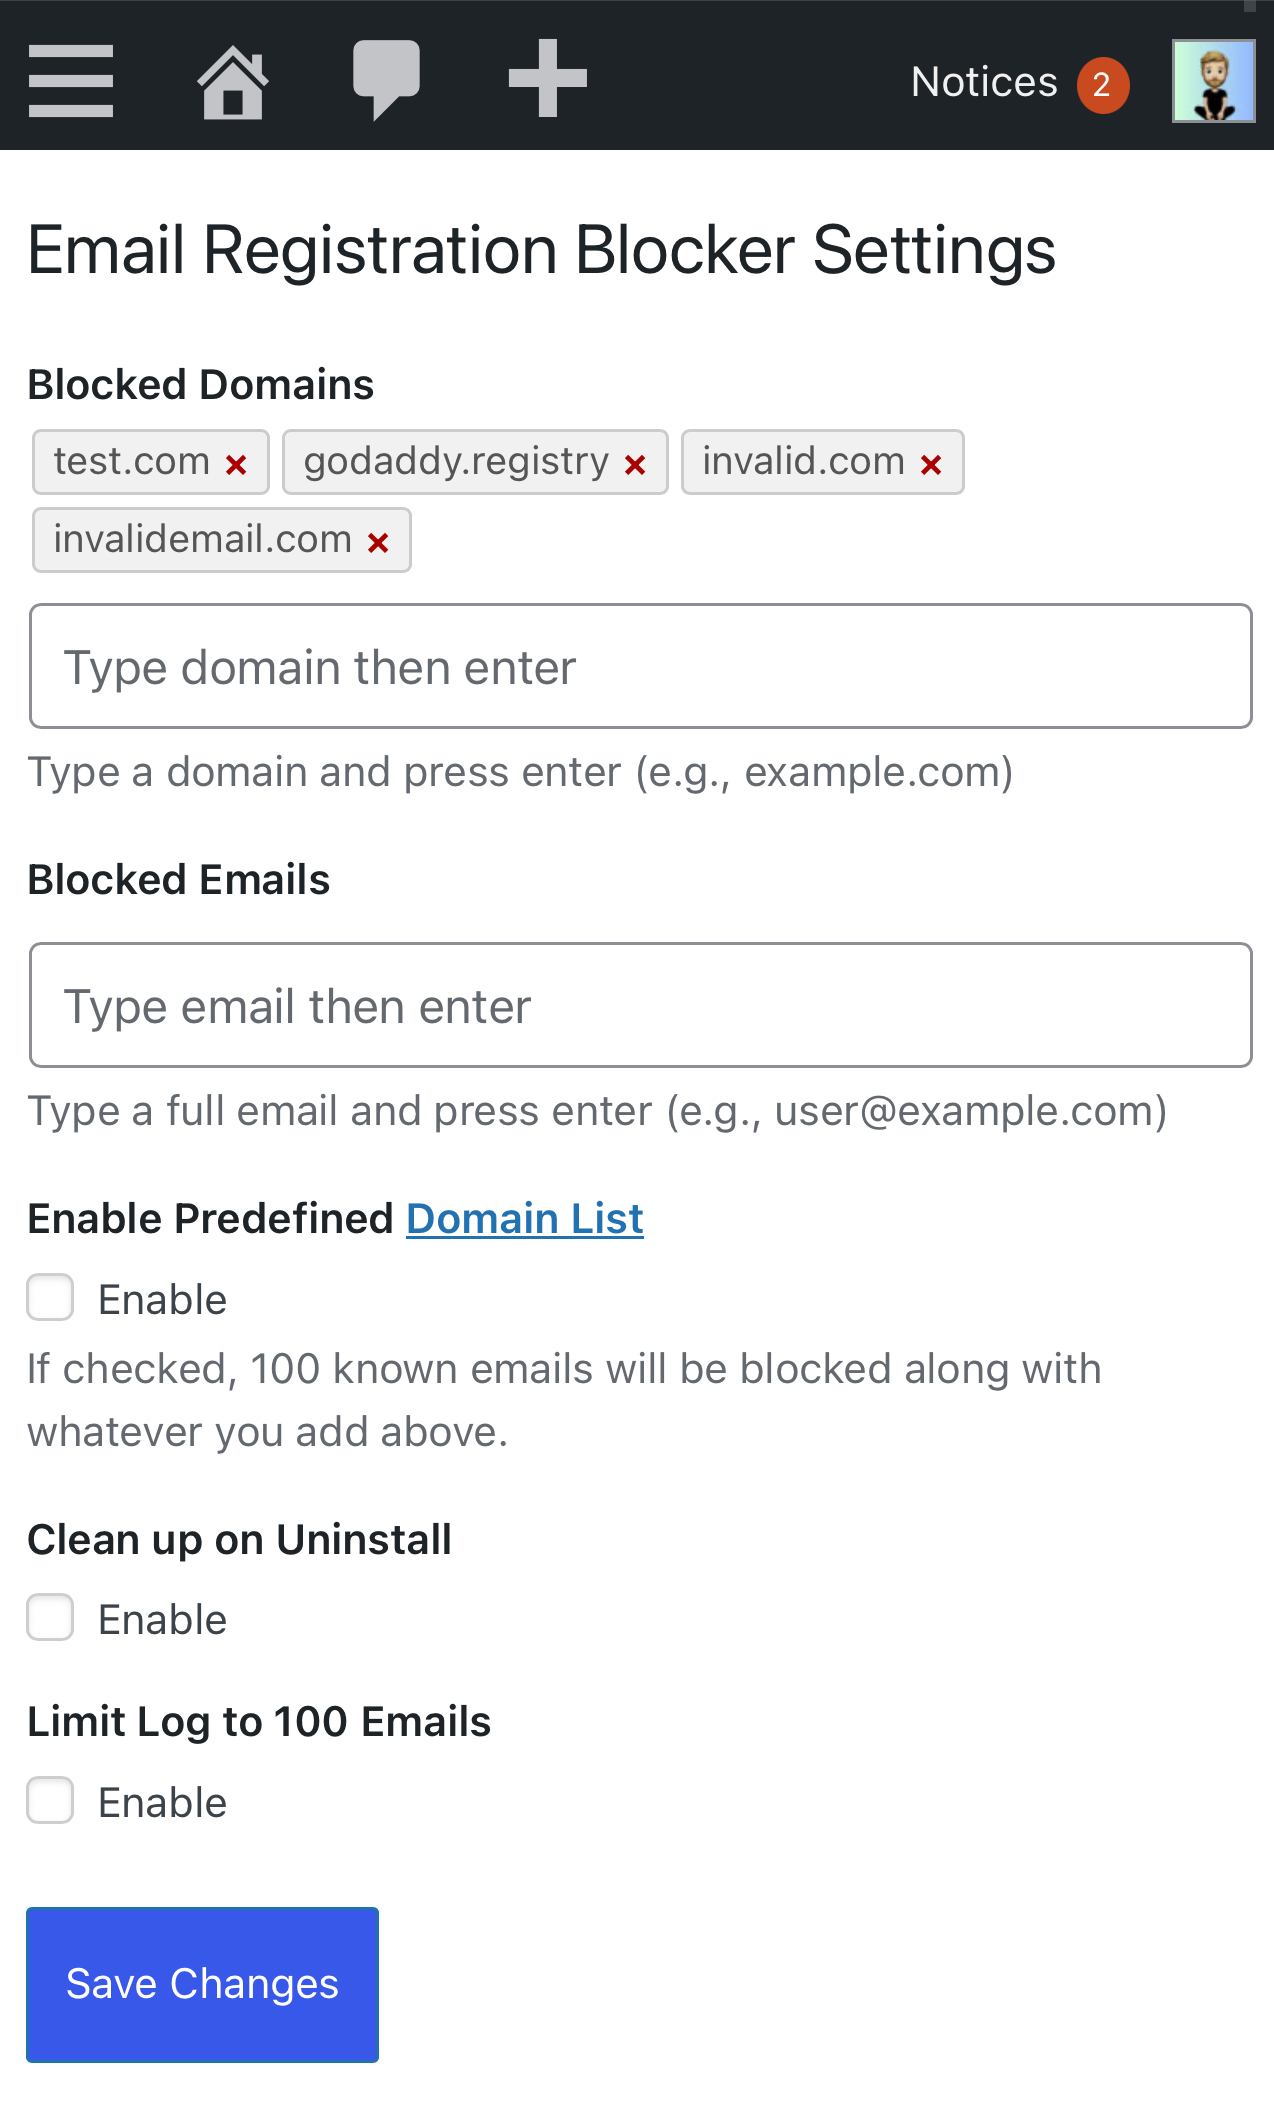 Notices 2
Email Registration Blocker Settings
Blocked Domains
test.com × godaddy.registry × invalid.com ×
invalidemail.com ×
Type domain then enter
Type a domain and press enter (e.g., example.com)
Blocked Emails
Type email then enter
Type a full email and press enter (e.g., user@example.com)
Enable Predefined Domain List
Enable
If checked, 100 known emails will be blocked along with
whatever you add above.
Clean up on Uninstall
Enable
Limit Log to 100 Emails
Enable
Save Changes